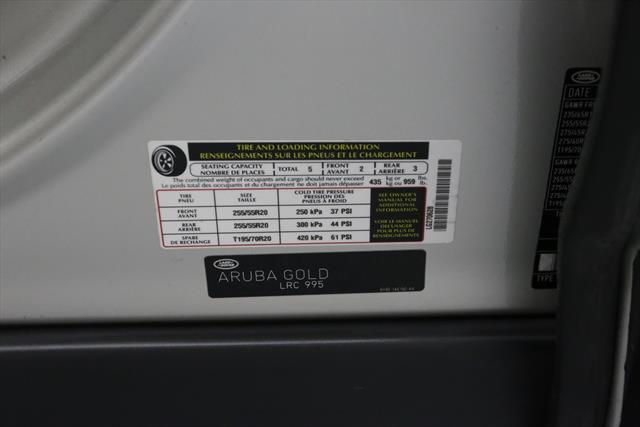 TIRE AND LOADING INFORMATION
RENSEIGNEMENTS SUR LES PNEUS ET LE CHARGEMENT
SEATING CAPACITY
NOMBRE DE PLACES
TOTAL 5
FRONT
AVANT 2
REAR
ARRIÈRE 3
The combined weight of occupants and cargo should never exceed
Le poids total des occupants et du chargement ne doit jamais dépasser
435 kg or 959 lbs.
kg ou lb.
TIRE
PNEU
SIZE
TAILLE
COLD TIRE PRESSURE
PRESSION DES
PNEUS À FROID
FRONT
AVANT
255/55R20
250 kPa 37 PSI
REAR
ARRIÈRE
255/55R20
300 kPa 44 PSI
SPARE
DE RECHANGE
T195/70R20
420 kPa 61 PSI
SEE OWNER'S
MANUAL FOR
ADDITIONAL
INFORMATION
VOIR LE MANUEL
DE L'USAGER
POUR PLUS DE
RENSEIGNEMENTS
LG270628
ARUBA GOLD
LRC 995
DATE
GAWR FR
TYPE